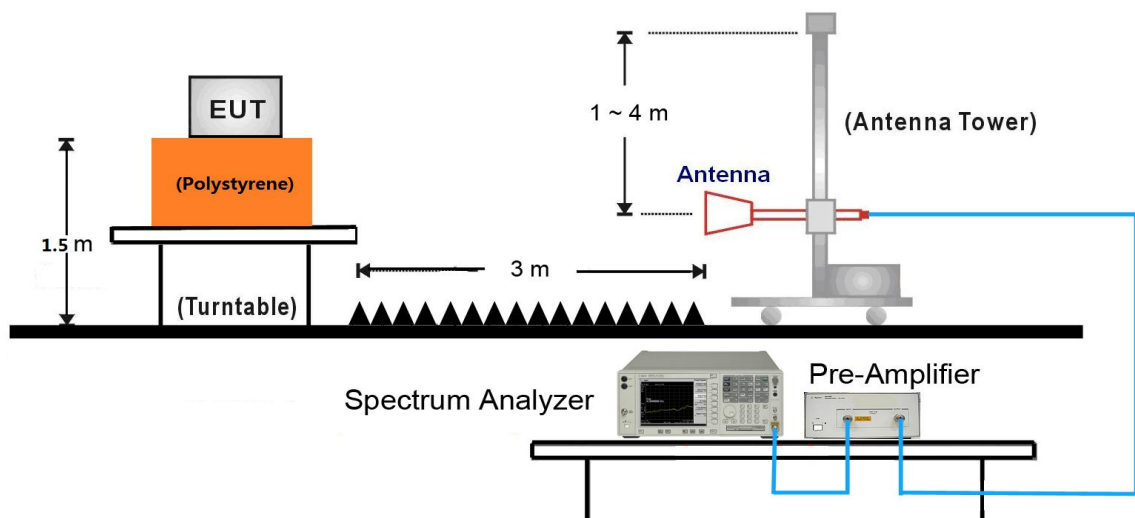 EUT
(Polystyrene)
1.5 m
(Turntable)
3 m
1 ~ 4 m
Antenna
(Antenna Tower)
Spectrum Analyzer
Pre-Amplifier